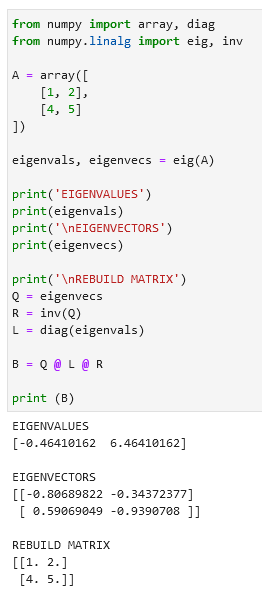 from numpy import array, diag
from numpy.linalg import eig, inv
A = array([
    [1, 2],
    [4, 5]
])
eigenvals, eigenvecs = eig(A)
print('EIGENVALUES')
print(eigenvals)
print('\nEIGENVECTORS')
print(eigenvecs)
print('\nREBUILD MATRIX')
Q = eigenvecs
R = inv(Q)
L = diag(eigenvals)
B = Q @ L @ R
print (B)
EIGENVALUES
[-0.46410162  6.46410162]
EIGENVECTORS
[[-0.80689822 -0.34372377]
 [ 0.59069049 -0.9390708 ]]
REBUILD MATRIX
[[1. 2.]
 [4. 5.]]